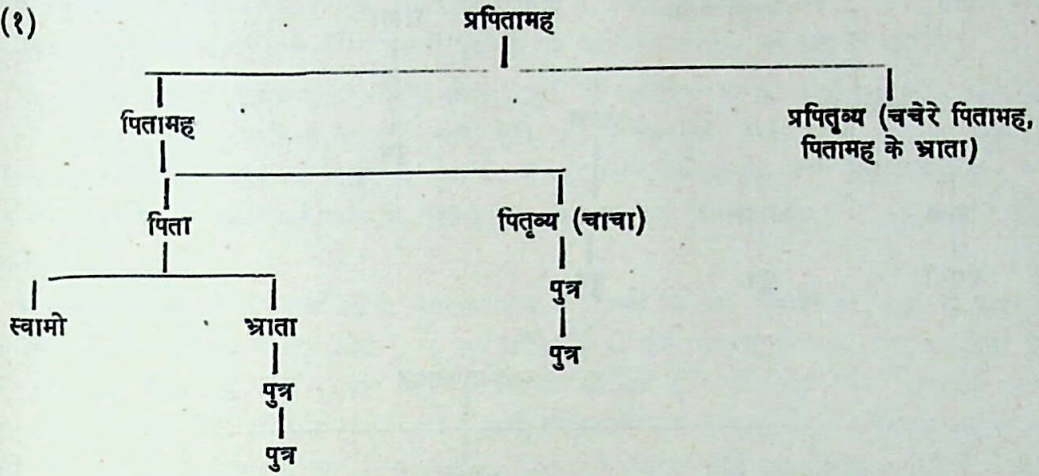 (१)
प्रपितामह
पितामह
प्रपितृव्य (चचेरे पितामह,
पितामह के भ्राता)
पिता
पितृव्य (चाचा)
स्वामो
भ्राता
पुत्र
पुत्र
पुत्र
पुत्र